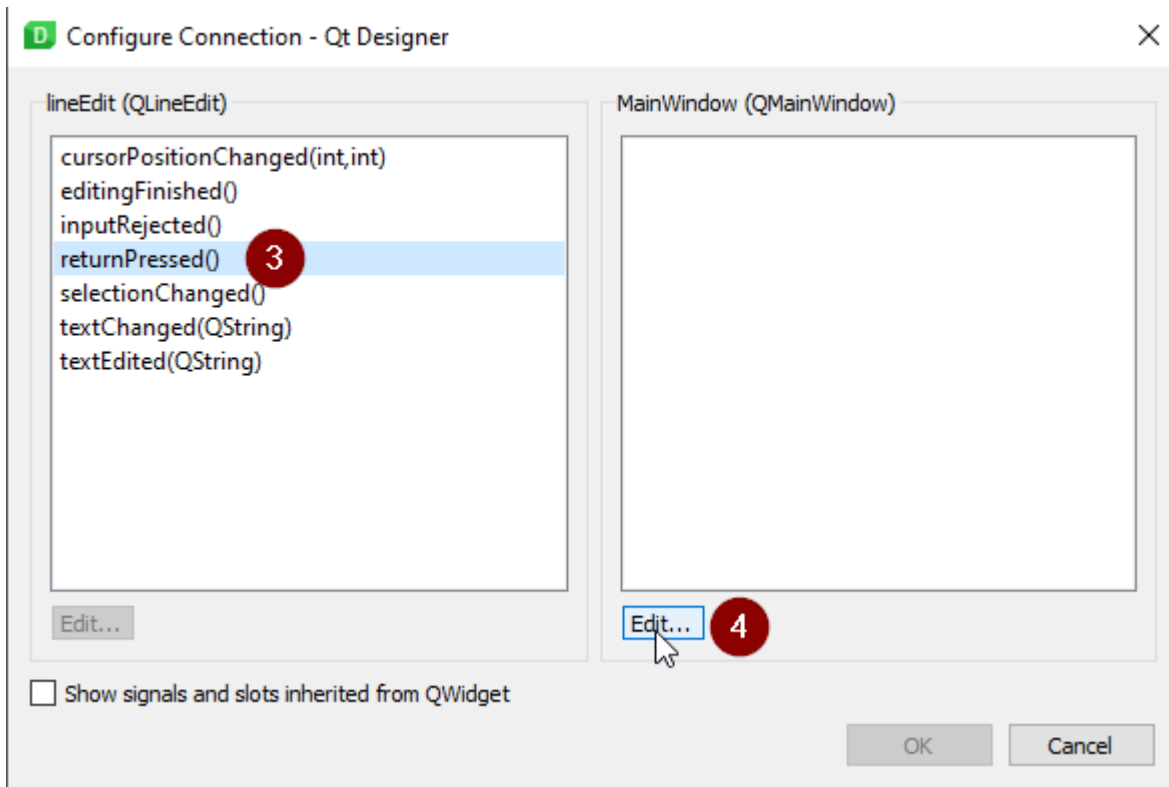 D Configure Connection - Qt Designer
lineEdit (QLineEdit)
cursorPositionChanged(int,int)
editingFinished()
inputRejected()
returnPressed() 3
selectionChanged()
textChanged(QString)
textEdited(QString)
Edit...
MainWindow (QMainWindow)
Edit... 4
Show signals and slots inherited from QWidget
OK
Cancel